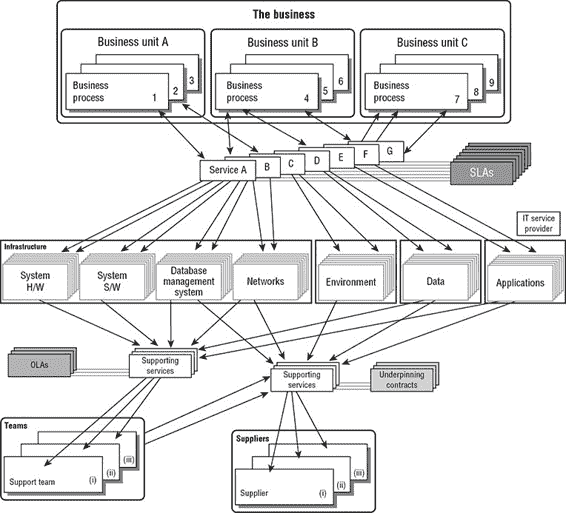 The business
Business unit A
Business unit B
Business unit C
3
2
Business
process 1
6
5
Business
process 4
9
8
Business
process 7
G
F
E
D
C
B
Service A
SLAs
IT service
provider
Infrastructure
System
H/W
System
S/W
Database
management
system
Networks
Environment
Data
Applications
OLAs
Supporting
services
Supporting
services
Underpinning
contracts
Teams
(iii)
(ii)
Support team (i)
Suppliers
(iii)
(ii)
Supplier (i)